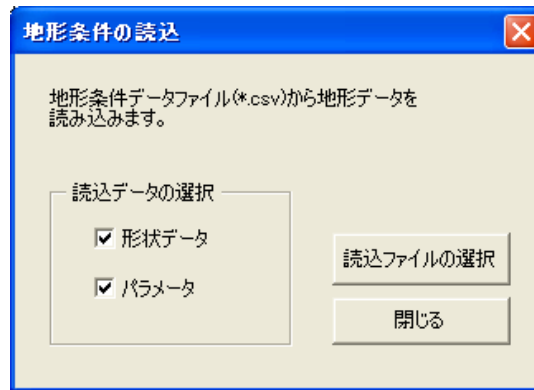 地形条件の読込
地形条件データファイル(*.csv)から地形データを
読み込みます。
読込データの選択
形状データ
パラメータ
読込ファイルの選択
閉じる